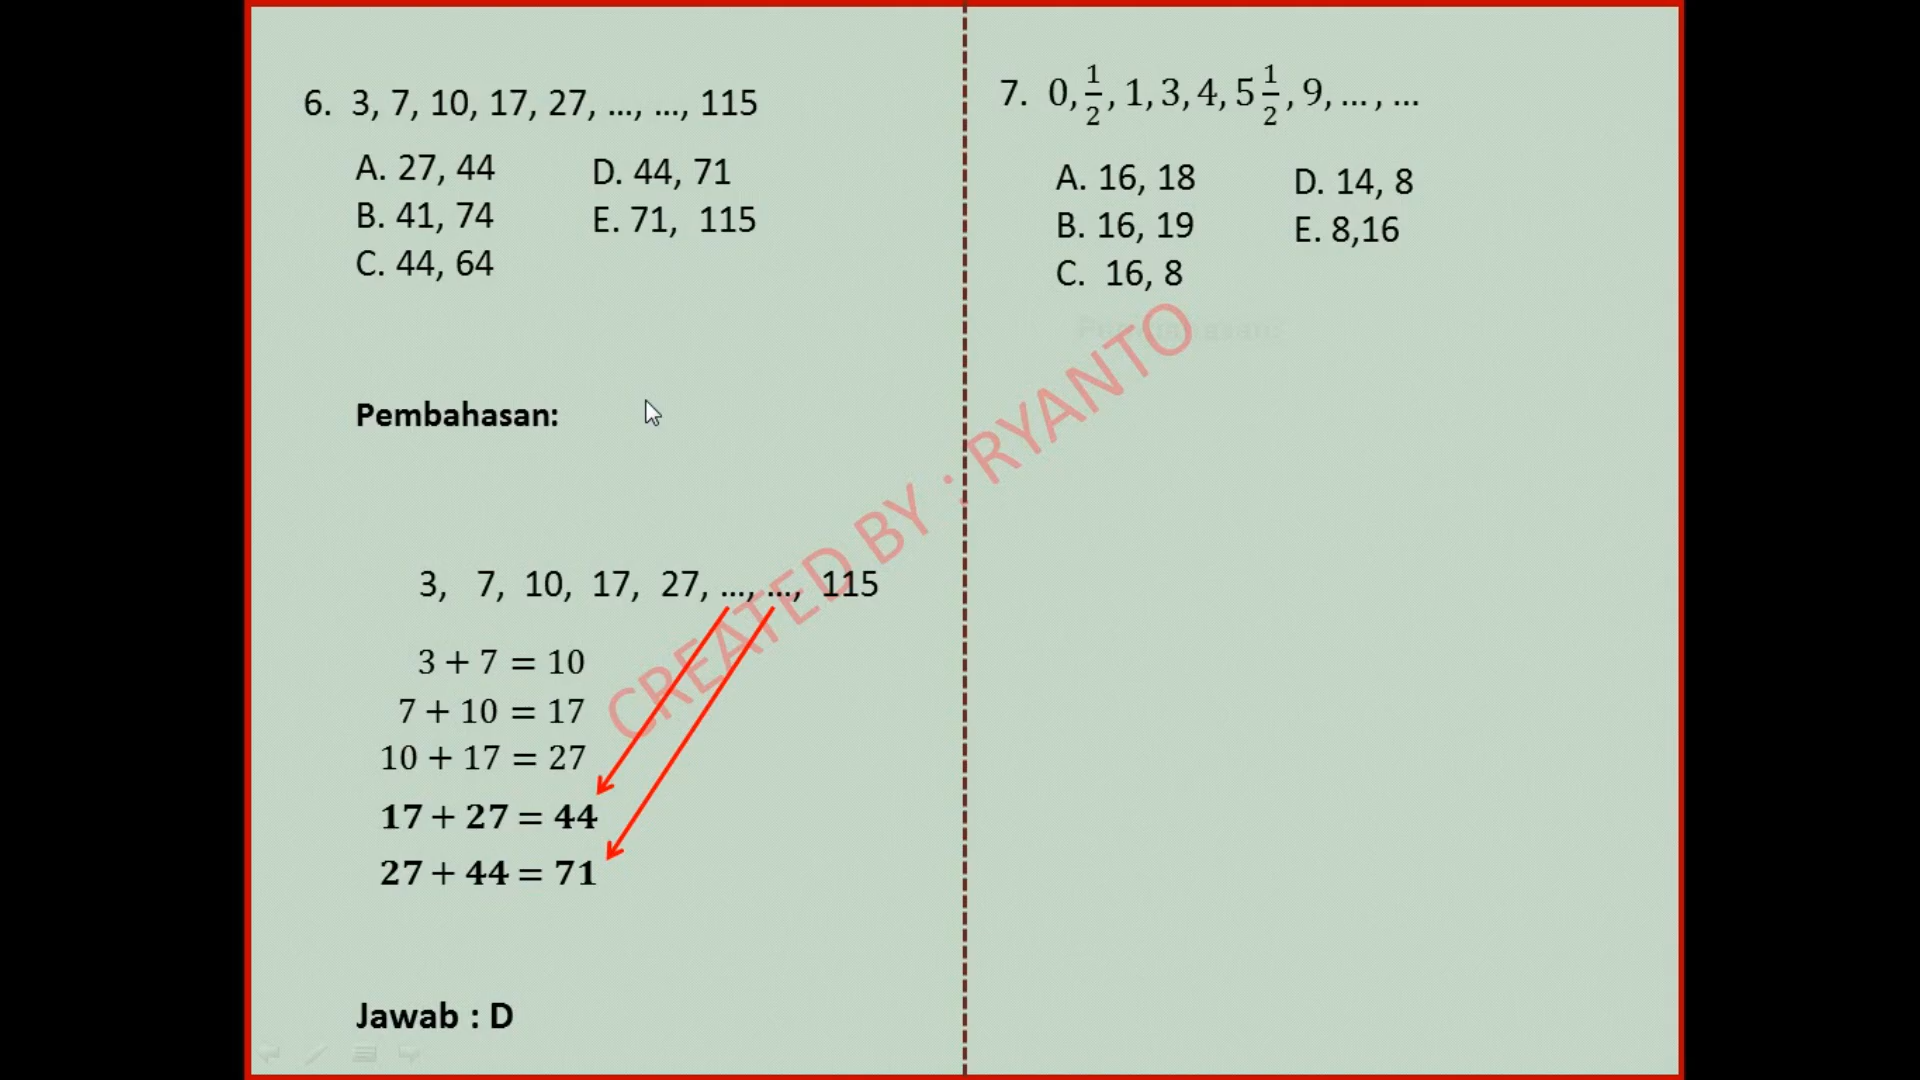 6. 3, 7, 10, 17, 27, ..., ..., 115
A. 27, 44
B. 41, 74
C. 44, 64
D. 44, 71
E. 71, 115
Pembahasan:
3, 7, 10, 17, 27, ..., ..., 115
3 + 7 = 10
7 + 10 = 17
10 + 17 = 27
17 + 27 = 44
27 + 44 = 71
Jawab : D
7. 0, 1/2, 1, 3, 4, 5 1/2, 9, ... , ...
A. 16, 18
B. 16, 19
C. 16, 8
D. 14, 8
E. 8,16
Pembahasan:
CREATED BY : RYANTO